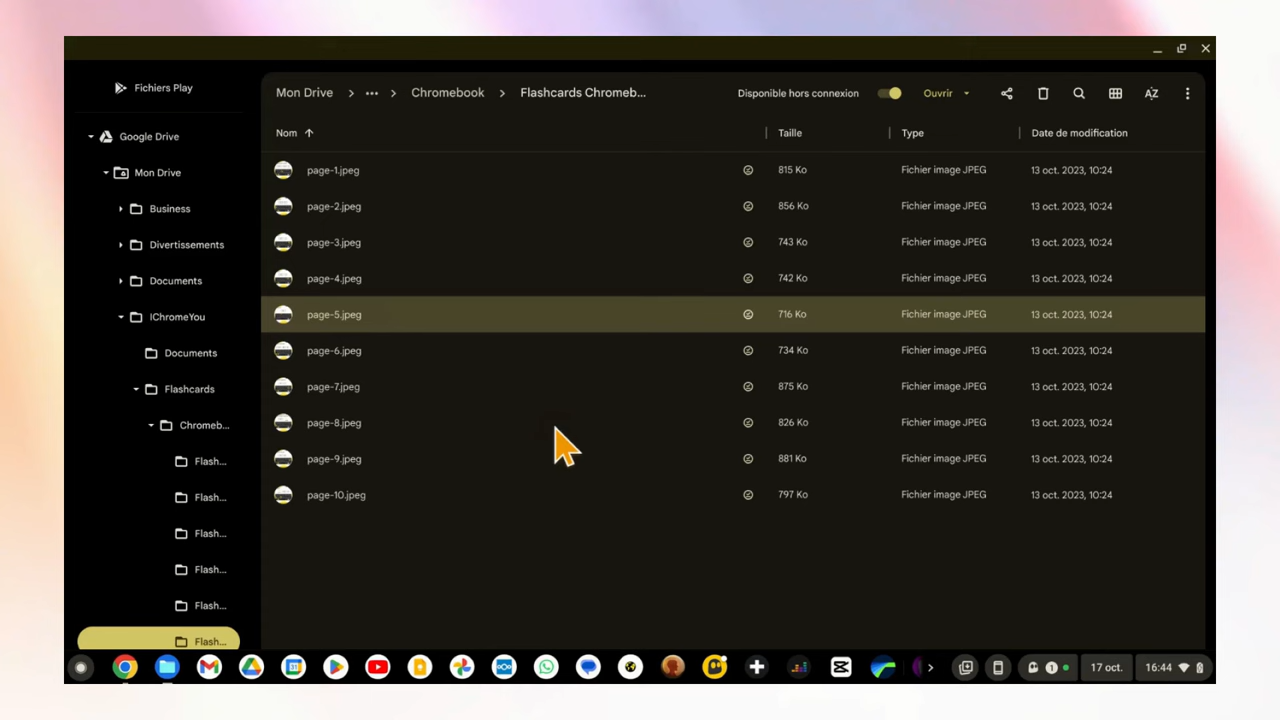 Fichiers Play
Google Drive
Mon Drive
Business
Divertissements
Documents
IChromeYou
Documents
Flashcards
Chromeb...
Flash...
Flash...
Flash...
Flash...
Flash...
Flash...
Mon Drive > ... > Chromebook > Flashcards Chromeb...
Disponible hors connexion
Ouvrir
Nom Taille Type Date de modification
page-1.jpeg 815 Ko Fichier image JPEG 13 oct. 2023, 10:24
page-2.jpeg 856 Ko Fichier image JPEG 13 oct. 2023, 10:24
page-3.jpeg 743 Ko Fichier image JPEG 13 oct. 2023, 10:24
page-4.jpeg 742 Ko Fichier image JPEG 13 oct. 2023, 10:24
page-5.jpeg 716 Ko Fichier image JPEG 13 oct. 2023, 10:24
page-6.jpeg 734 Ko Fichier image JPEG 13 oct. 2023, 10:24
page-7.jpeg 875 Ko Fichier image JPEG 13 oct. 2023, 10:24
page-8.jpeg 826 Ko Fichier image JPEG 13 oct. 2023, 10:24
page-9.jpeg 881 Ko Fichier image JPEG 13 oct. 2023, 10:24
page-10.jpeg 797 Ko Fichier image JPEG 13 oct. 2023, 10:24
1 17 oct. 16:44